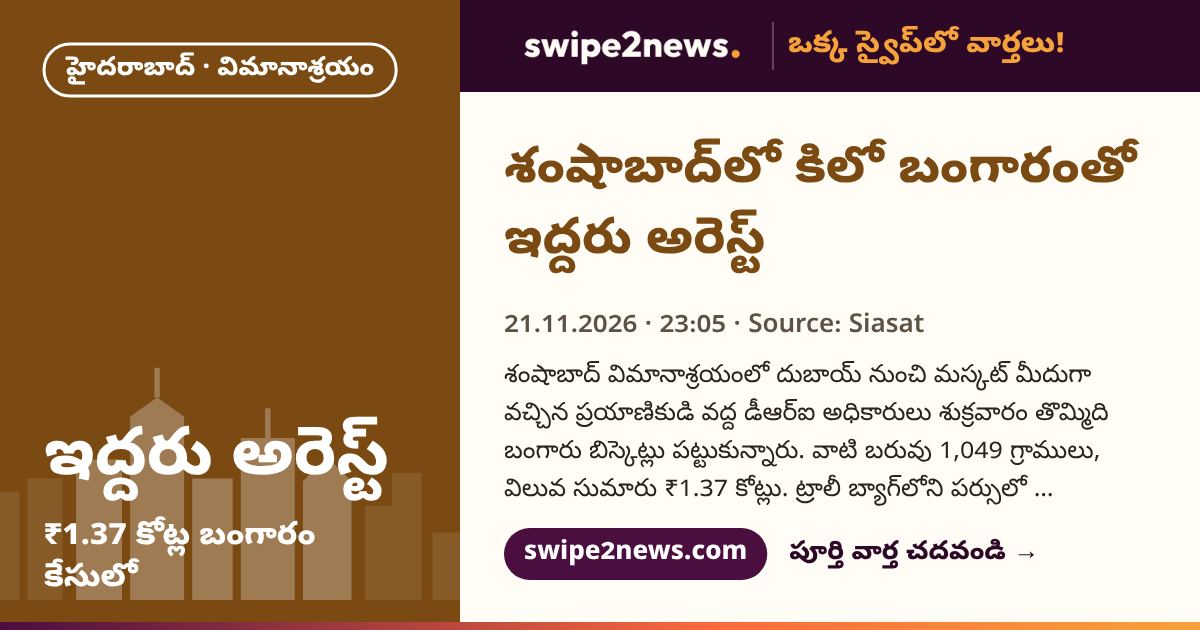 హైదరాబాద్ · విమానాశ్రయం
ఇద్దరు అరెస్ట్
₹1.37 కోట్ల బంగారం
కేసులో
swipe2news.
ఒక్క స్వైప్‌లో వార్తలు!
శంషాబాద్‌లో కిలో బంగారంతో
ఇద్దరు అరెస్ట్
21.11.2026 · 23:05 · Source: Siasat
శంషాబాద్ విమానాశ్రయంలో దుబాయ్ నుంచి మస్కట్ మీదుగా
వచ్చిన ప్రయాణికుడి వద్ద డీఆర్ఐ అధికారులు శుక్రవారం తొమ్మిది
బంగారు బిస్కెట్లు పట్టుకున్నారు. వాటి బరువు 1,049 గ్రాములు,
విలువ సుమారు ₹1.37 కోట్లు. ట్రాలీ బ్యాగ్‌లోని పర్సులో ...
swipe2news.com
పూర్తి వార్త చదవండి →